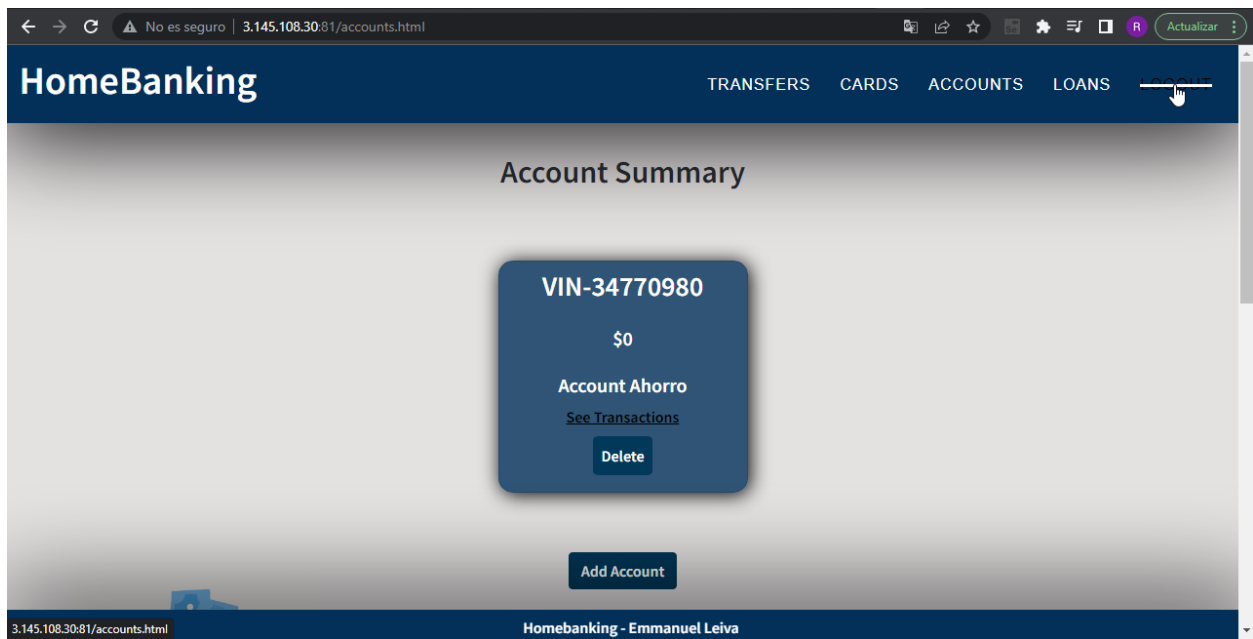 No es seguro | 3.145.108.30:81/accounts.html
R
Actualizar
HomeBanking
TRANSFERS CARDS ACCOUNTS LOANS LOGOUT
Account Summary
VIN-34770980
$0
Account Ahorro
See Transactions
Delete
Add Account
3.145.108.30:81/accounts.html
Homebanking - Emmanuel Leiva